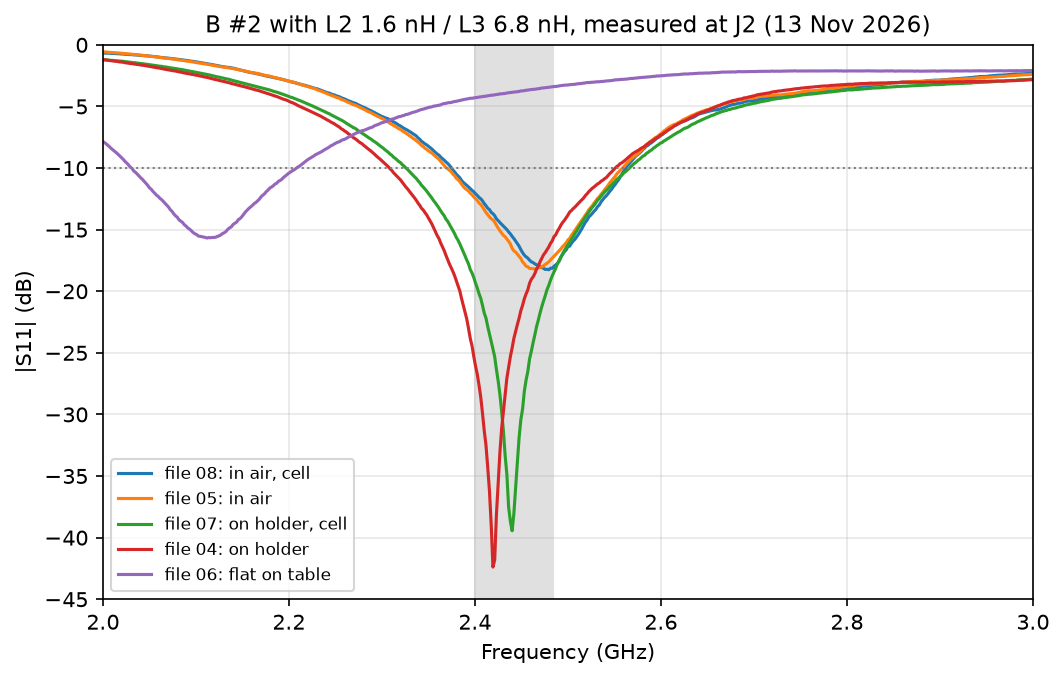 B #2 with L2 1.6 nH / L3 6.8 nH, measured at J2 (13 Nov 2026)
|S11| (dB)
0
−5
−10
−15
−20
−25
−30
−35
−40
−45
file 08: in air, cell
file 05: in air
file 07: on holder, cell
file 04: on holder
file 06: flat on table
2.0 2.2 2.4 2.6 2.8 3.0
Frequency (GHz)